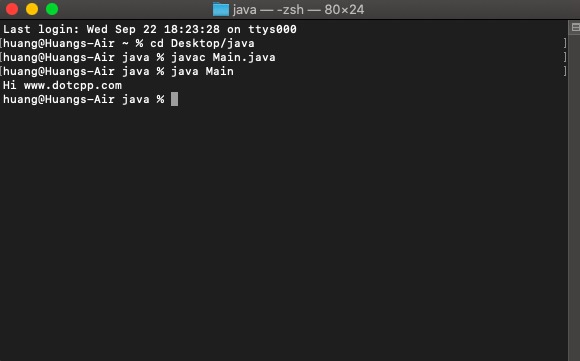 java — -zsh — 80×24
Last login: Wed Sep 22 18:23:28 on ttys000
[huang@Huangs-Air ~ % cd Desktop/java ]
[huang@Huangs-Air java % javac Main.java ]
[huang@Huangs-Air java % java Main ]
Hi www.dotcpp.com
huang@Huangs-Air java %